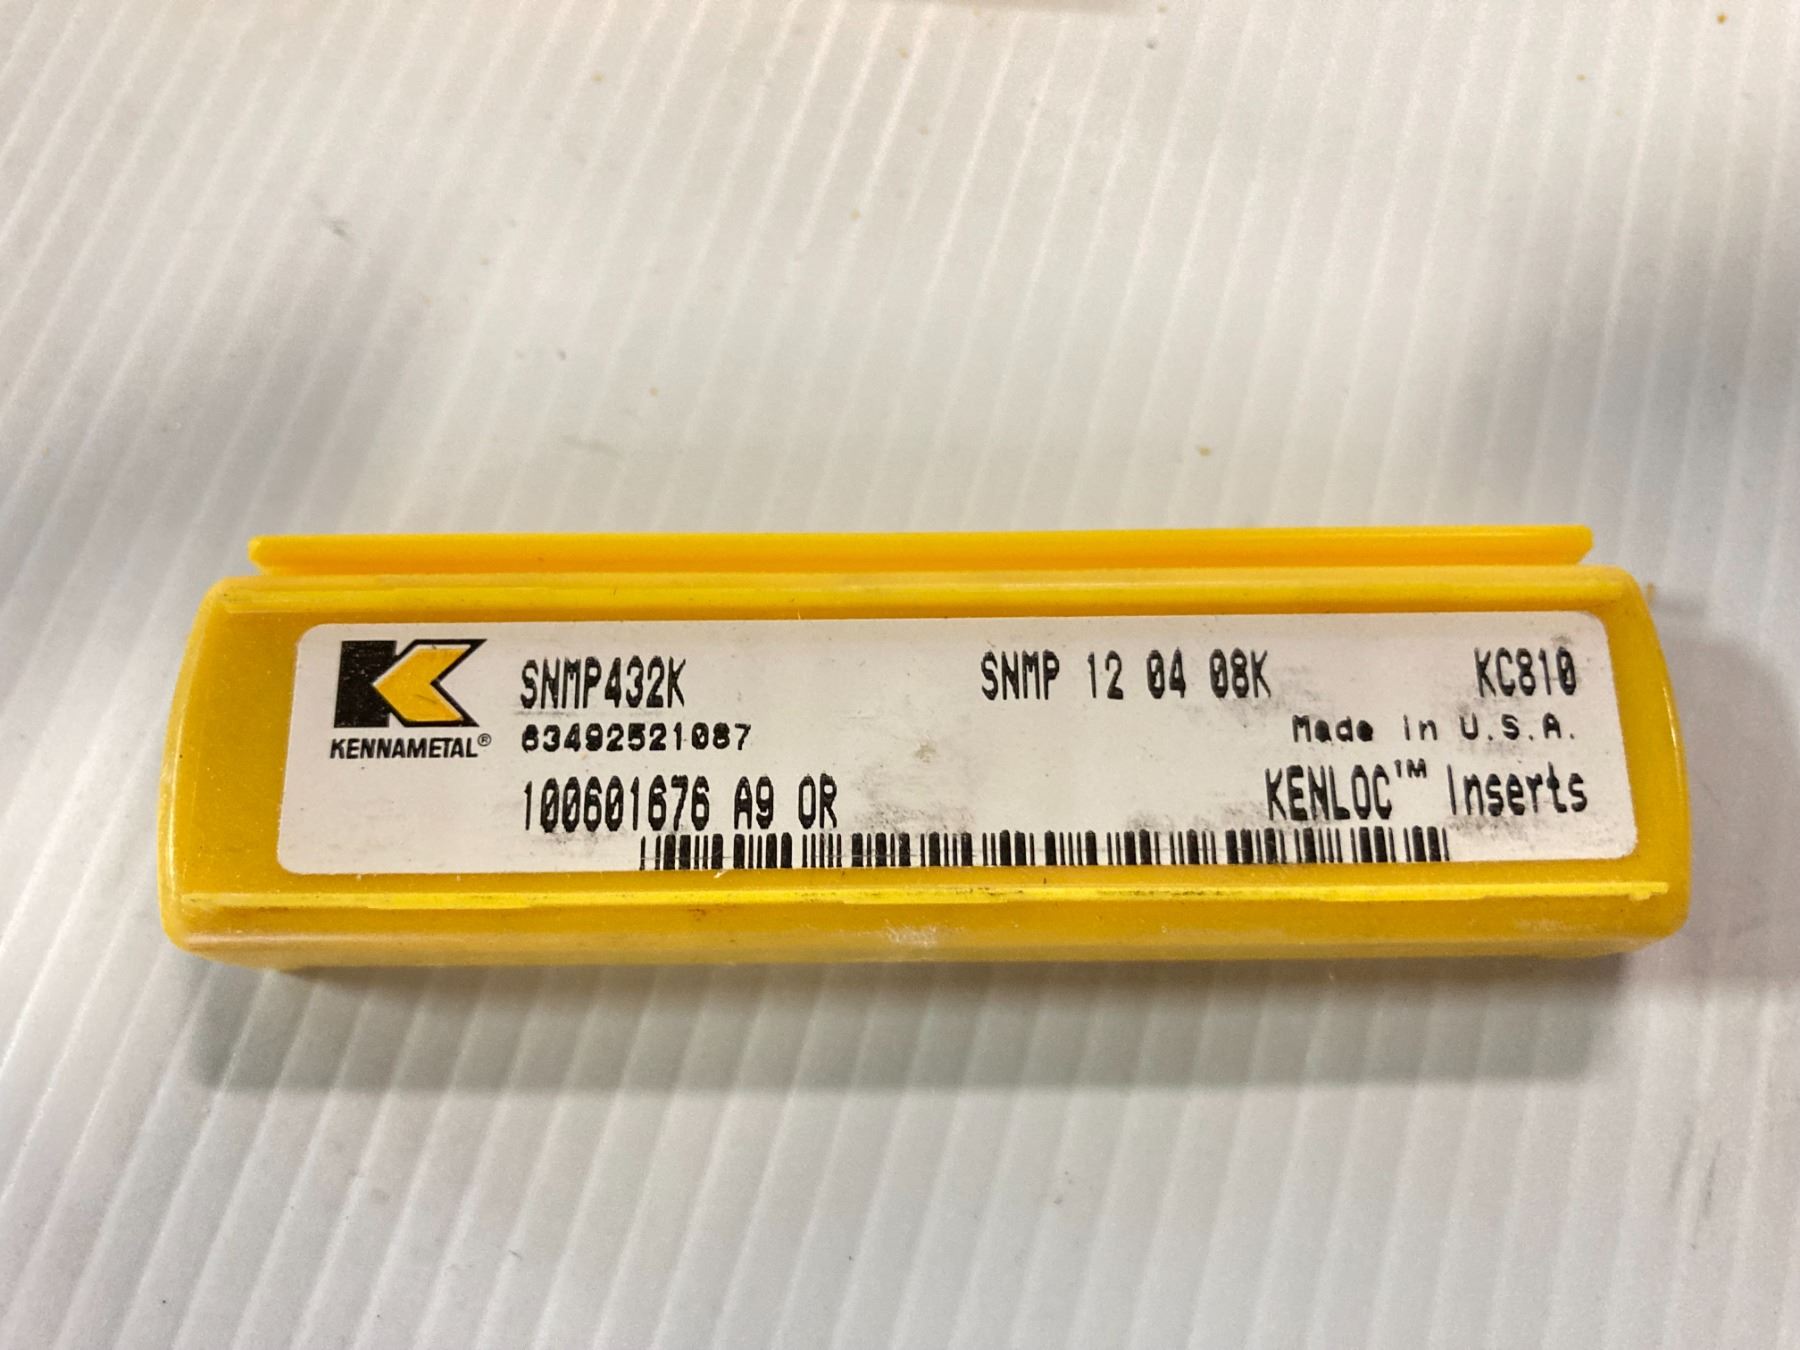 SNMP432K SNMP 12 04 08K KC810
KENNAMETAL® 63492521087 Made in U.S.A.
100601676 A9 OR KENLOC™ Inserts